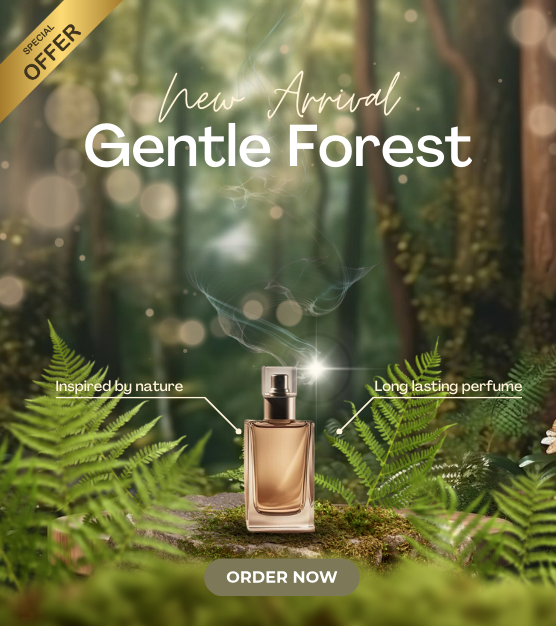 SPECIAL
OFFER
New Arrival
Gentle Forest
Inspired by nature
Long lasting perfume
ORDER NOW